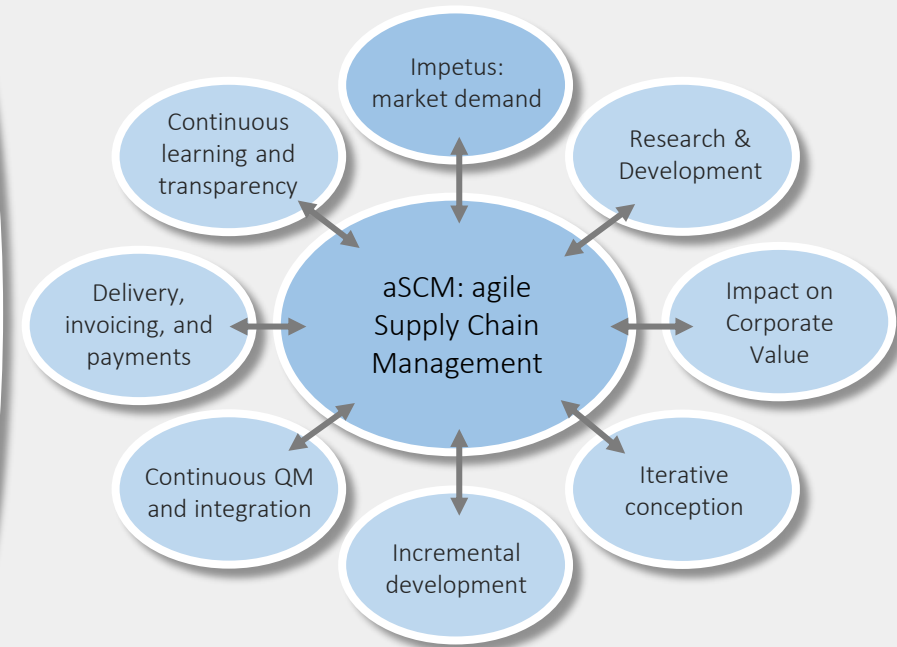 Impetus:
market demand
Research &
Development
Impact on
Corporate
Value
Iterative
conception
Incremental
development
Continuous QM
and integration
Delivery,
invoicing, and
payments
Continuous
learning and
transparency
aSCM: agile
Supply Chain
Management